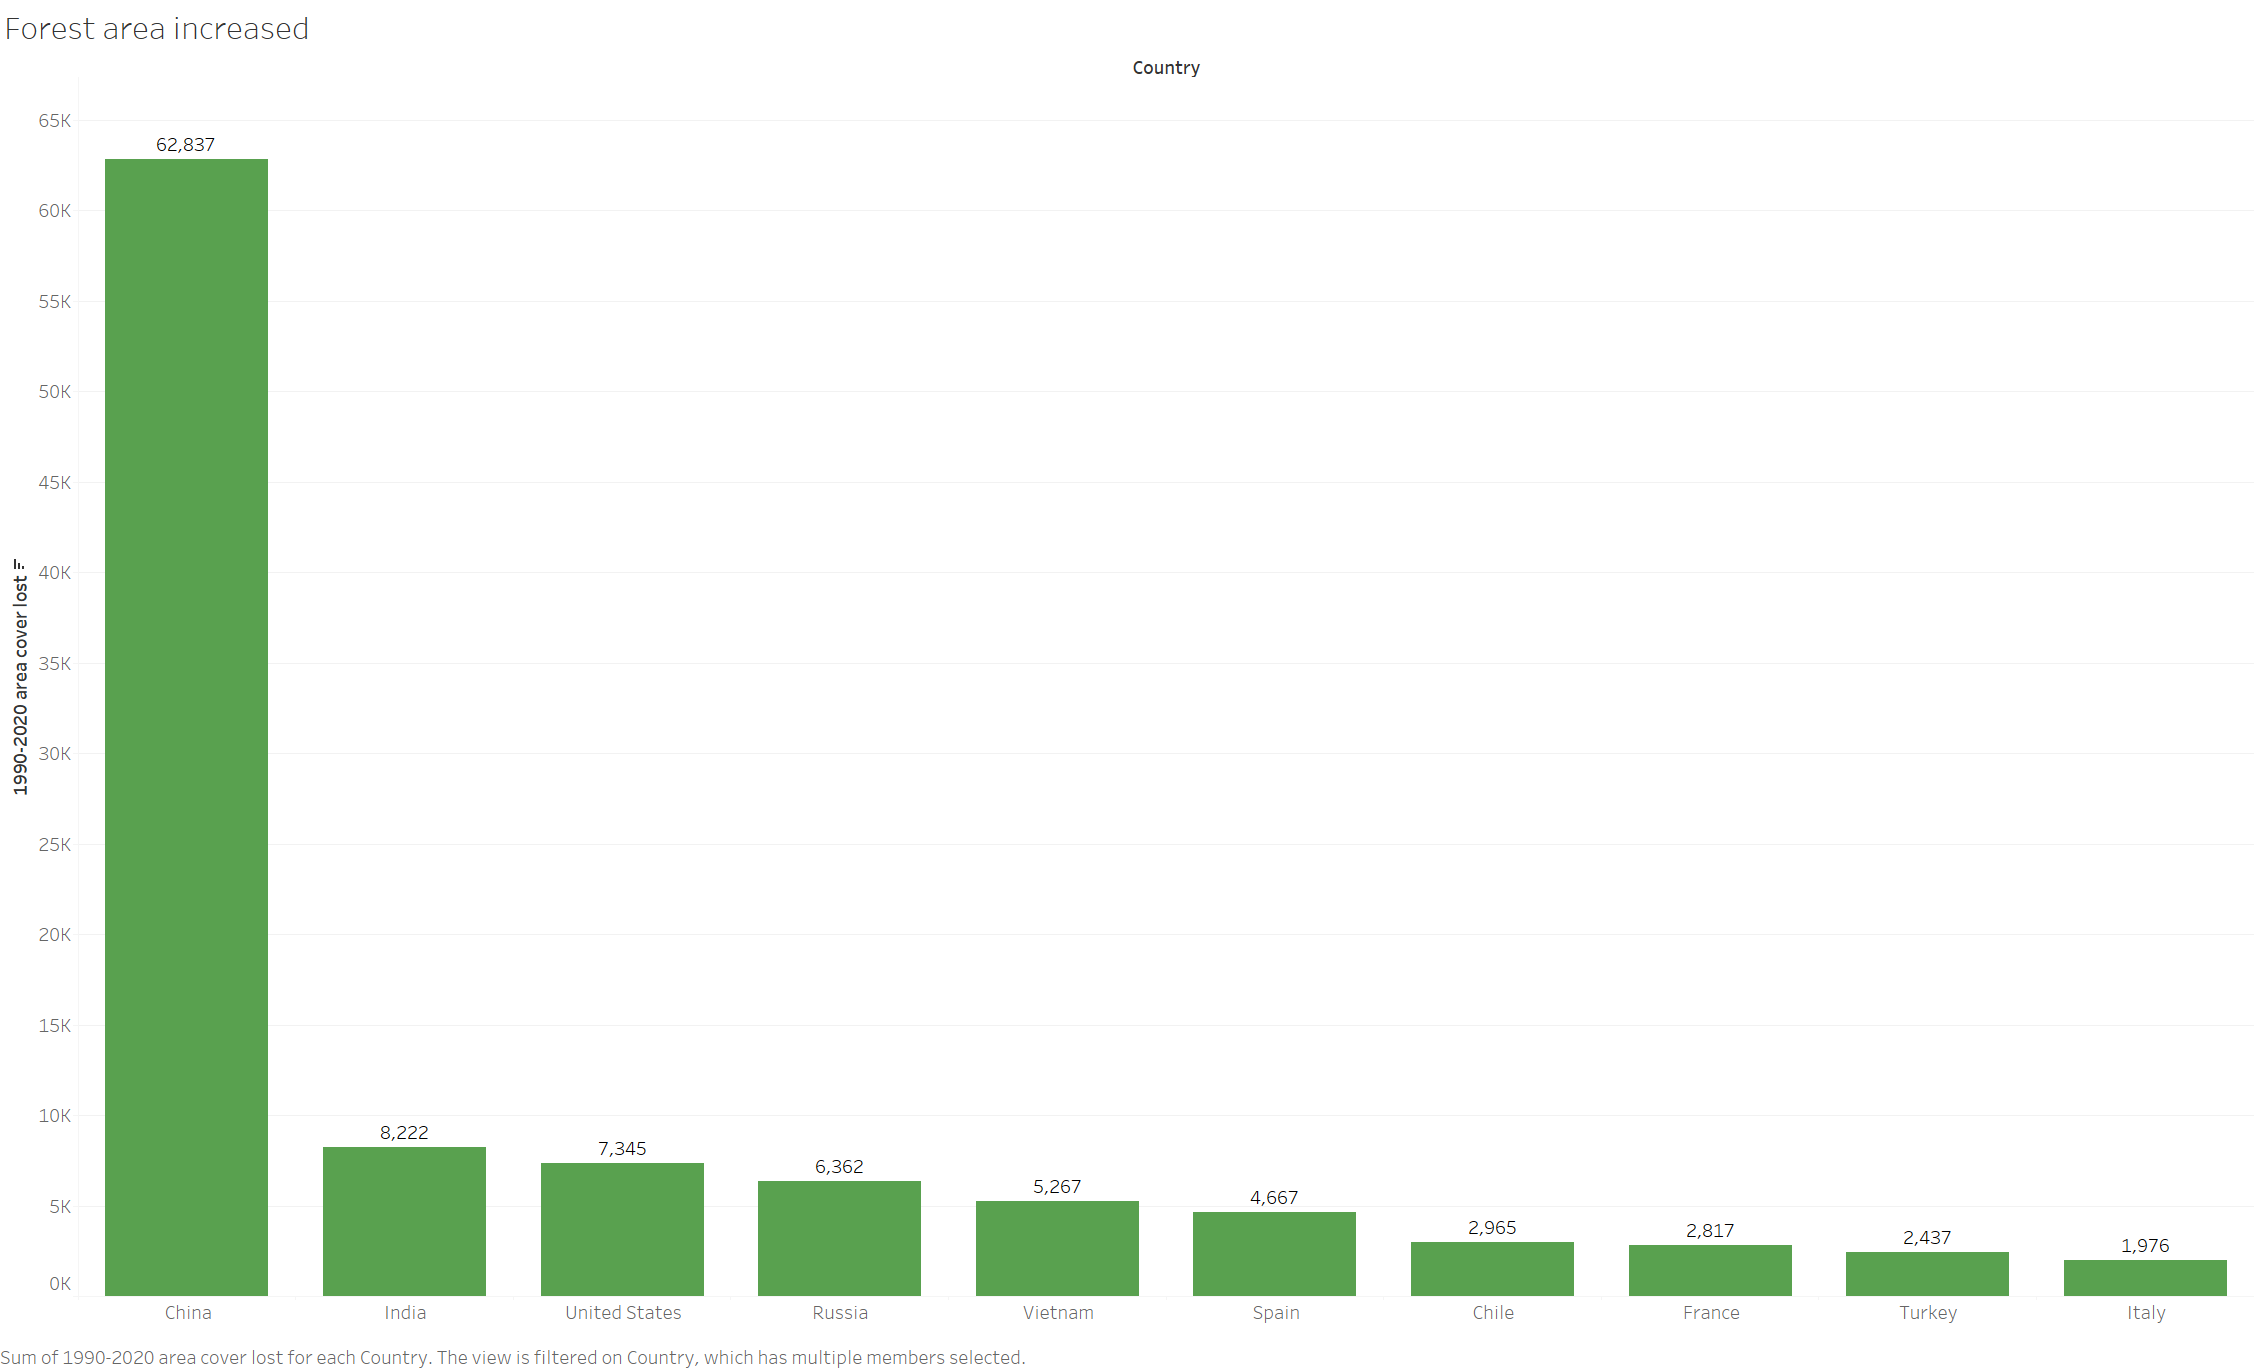 Forest area increased
Country
1990-2020 area cover lost
65K
60K
55K
50K
45K
40K
35K
30K
25K
20K
15K
10K
5K
0K
62,837
8,222
7,345
6,362
5,267
4,667
2,965
2,817
2,437
1,976
China
India
United States
Russia
Vietnam
Spain
Chile
France
Turkey
Italy
Sum of 1990-2020 area cover lost for each Country. The view is filtered on Country, which has multiple members selected.